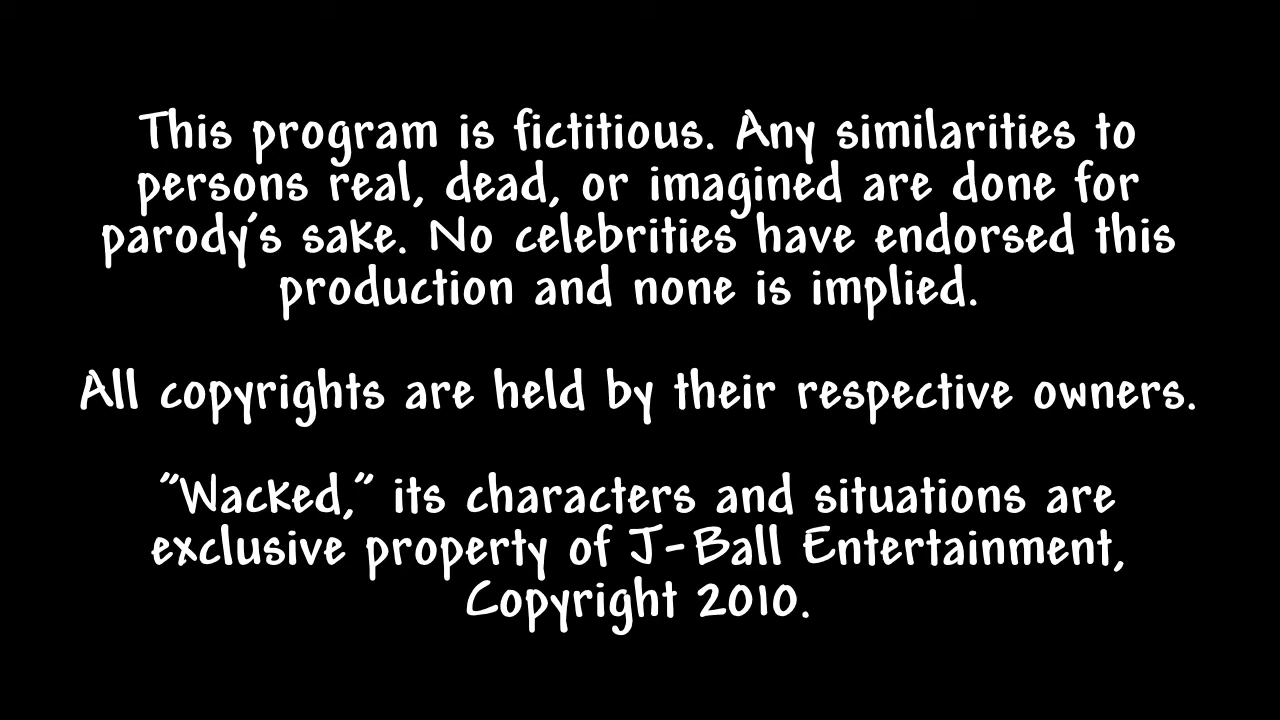 This program is fictitious. Any similarities to
persons real, dead, or imagined are done for
parody's sake. No celebrities have endorsed this
production and none is implied.
All copyrights are held by their respective owners.
"Wacked," its characters and situations are
exclusive property of J-Ball Entertainment,
Copyright 2010.